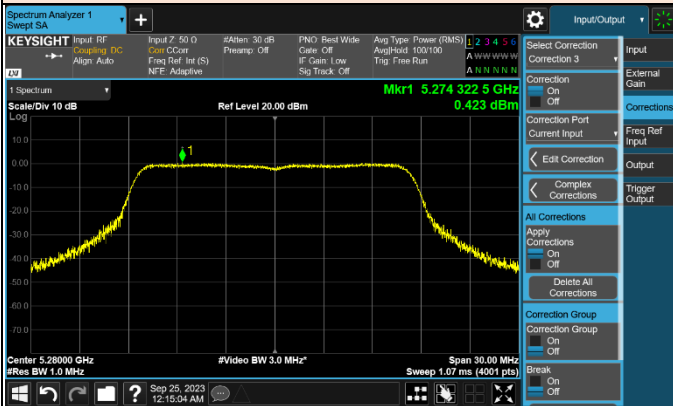 Spectrum Analyzer 1
Swept SA
+
Input/Output
KEYSIGHT
Input: RF
Coupling: DC
Align: Auto
Input Z: 50 Ω
Corr CCorr
Freq Ref: Int (S)
NFE: Adaptive
#Atten: 30 dB
Preamp: Off
PNO: Best Wide
Gate: Off
IF Gain: Low
Sig Track: Off
Avg Type: Power (RMS)
Avg|Hold: 100/100
Trig: Free Run
1 2 3 4 5 6
A W W W W W
A N N N N N
LXI
1 Spectrum
Scale/Div 10 dB
Ref Level 20.00 dBm
Mkr1 5.274 322 5 GHz
0.423 dBm
Log
1
10.0
0.00
-10.0
-20.0
-30.0
-40.0
-50.0
-60.0
-70.0
Center 5.28000 GHz
#Video BW 3.0 MHz*
Span 30.00 MHz
#Res BW 1.0 MHz
Sweep 1.07 ms (4001 pts)
?
Sep 25, 2023
12:15:04 AM
Select Correction
Correction 3
Correction
On
Off
Correction Port
Current Input
Edit Correction
Complex
Corrections
All Corrections
Apply
Corrections
On
Off
Delete All
Corrections
Correction Group
Correction Group
On
Off
Break
On
Off
Input
External
Gain
Corrections
Freq Ref
Input
Output
Trigger
Output